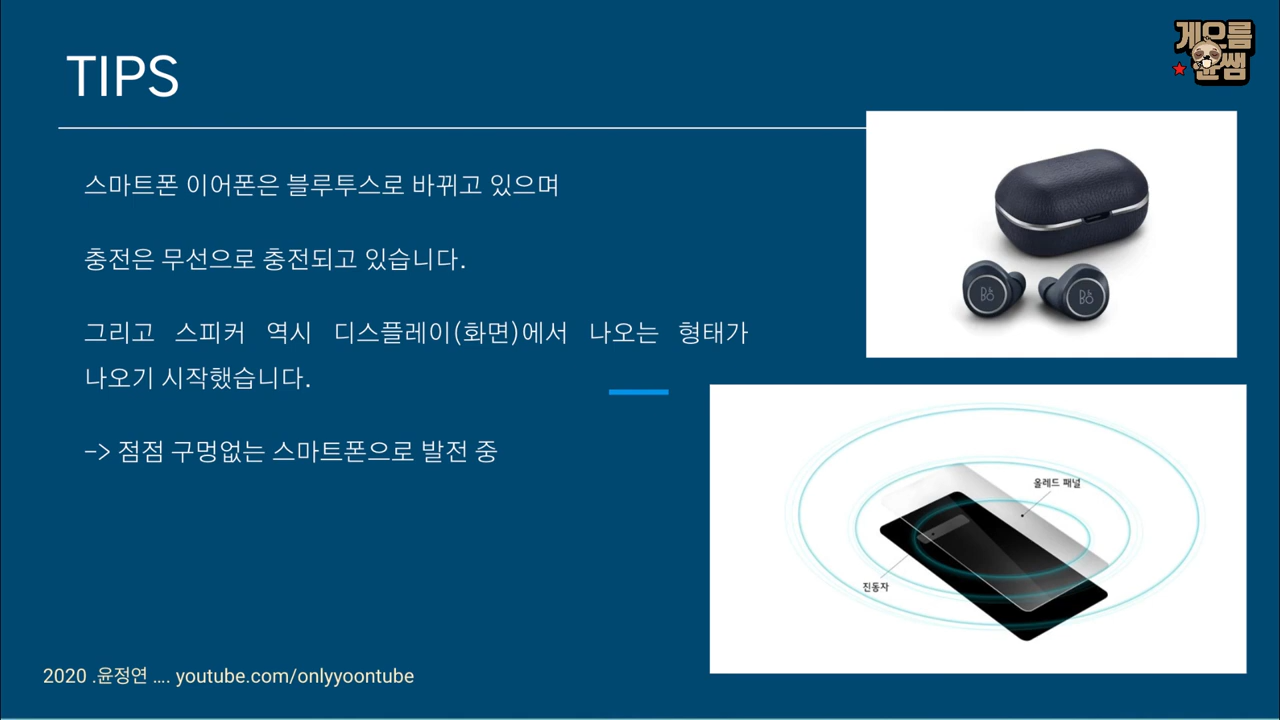 게으름
윤쌤
TIPS
스마트폰 이어폰은 블루투스로 바뀌고 있으며
충전은 무선으로 충전되고 있습니다.
그리고 스피커 역시 디스플레이(화면)에서 나오는 형태가
나오기 시작했습니다.
-> 점점 구멍없는 스마트폰으로 발전 중
B&O
B&O
올레드 패널
진동자
2020 .윤정연 .... youtube.com/onlyyoontube